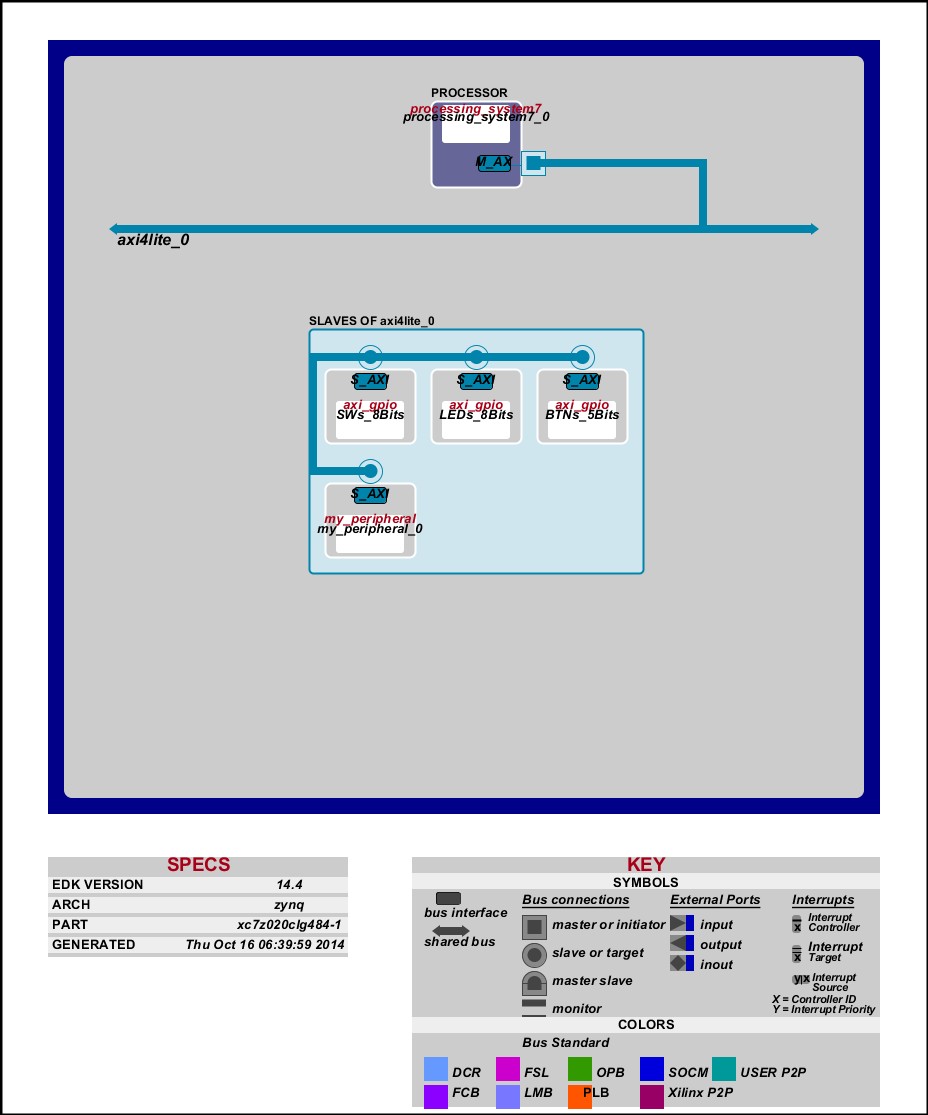 PROCESSOR
processing_system7
processing_system7_0
M_AX
axi4lite_0
SLAVES OF axi4lite_0
S_AXI S_AXI S_AXI
axi_gpio axi_gpio axi_gpio
SWs_8Bits LEDs_8Bits BTNs_5Bits
S_AXI
my_peripheral
my_peripheral_0
SPECS
EDK VERSION 14.4
ARCH zynq
PART xc7z020clg484-1
GENERATED Thu Oct 16 06:39:59 2014
KEY
SYMBOLS
bus interface
shared bus
Bus connections
master or initiator
slave or target
master slave
monitor
External Ports
input
output
inout
Interrupts
x Interrupt
Controller
x Interrupt
Target
y x Interrupt
Source
X = Controller ID
Y = Interrupt Priority
COLORS
Bus Standard
DCR FSL OPB SOCM USER P2P
FCB LMB PLB Xilinx P2P